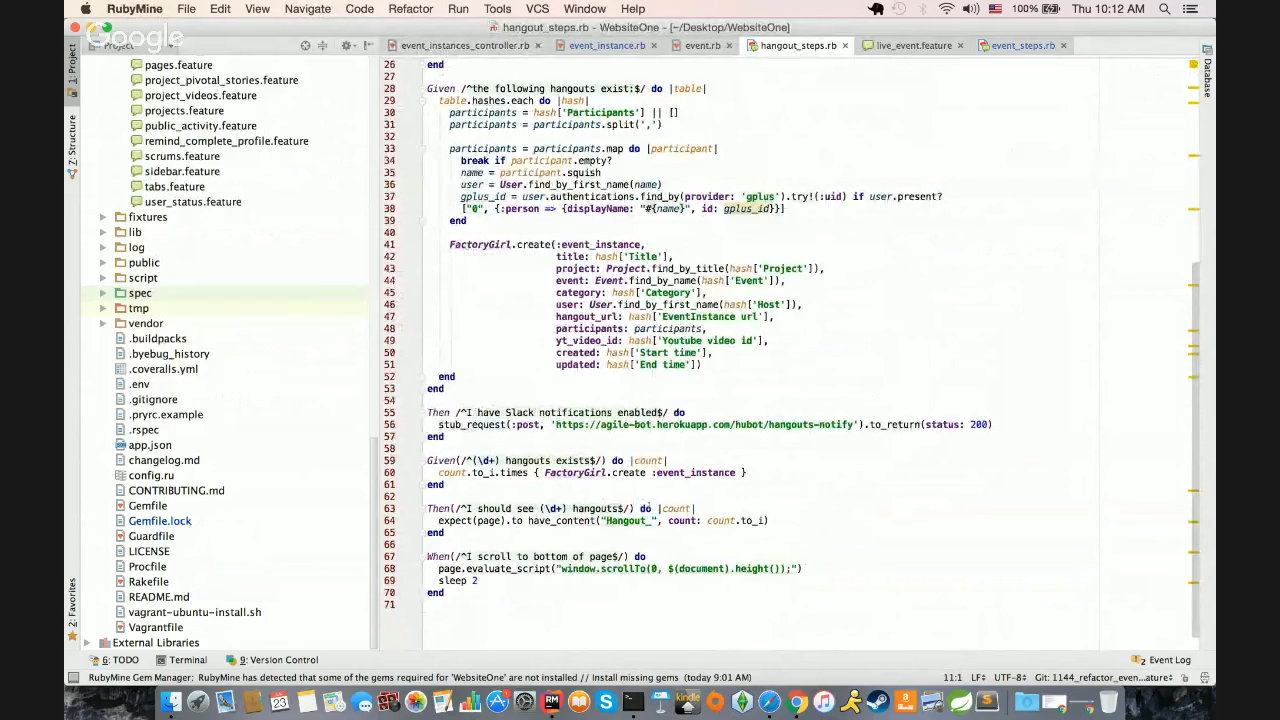 RubyMine File Edit View Navigate Code Refactor Run Tools VCS Window Help 100% Thu 10:12 AM
hangout_steps.rb - WebsiteOne - [~/Desktop/WebsiteOne]
Google
Project event_instances_controller.rb event_instance.rb event.rb hangout_steps.rb live_event.feature event_steps.rb
1: Project
7: Structure
2: Favorites
Database
pages.feature
project_pivotal_stories.feature
project_videos.feature
projects.feature
public_activity.feature
remind_complete_profile.feature
scrums.feature
sidebar.feature
tabs.feature
user_status.feature
fixtures
lib
log
public
script
spec
tmp
vendor
.buildpacks
.byebug_history
.coveralls.yml
.env
.gitignore
.pryrc.example
.rspec
app.json
changelog.md
config.ru
CONTRIBUTING.md
Gemfile
Gemfile.lock
Guardfile
LICENSE
Procfile
Rakefile
README.md
vagrant-ubuntu-install.sh
Vagrantfile
External Libraries
26 end
28 Given /^the following hangouts exist:$/ do |table|
29 table.hashes.each do |hash|
30 participants = hash['Participants'] || []
31 participants = participants.split(',')
32
33 participants = participants.map do |participant|
34 break if participant.empty?
35 name = participant.squish
36 user = User.find_by_first_name(name)
37 gplus_id = user.authentications.find_by(provider: 'gplus').try!(:uid) if user.present?
38 ["0", {:person => {displayName: "#{name}", id: gplus_id}}]
39 end
40
41 FactoryGirl.create(:event_instance,
42 title: hash['Title'],
43 project: Project.find_by_title(hash['Project']),
44 event: Event.find_by_name(hash['Event']),
45 category: hash['Category'],
46 user: User.find_by_first_name(hash['Host']),
47 hangout_url: hash['EventInstance url'],
48 participants: participants,
49 yt_video_id: hash['Youtube video id'],
50 created: hash['Start time'],
51 updated: hash['End time'])
52 end
53 end
54
55 Then /^I have Slack notifications enabled$/ do
56 stub_request(:post, 'https://agile-bot.herokuapp.com/hubot/hangouts-notify').to_return(status: 200)
57 end
58
59 Given(/^(\d+) hangouts exists$/) do |count|
60 count.to_i.times { FactoryGirl.create :event_instance }
61 end
62
63 Then(/^I should see (\d+) hangouts$/) do |count|
64 expect(page).to have_content("Hangout_", count: count.to_i)
65 end
66
67 When(/^I scroll to bottom of page$/) do
68 page.evaluate_script("window.scrollTo(0, $(document).height());")
69 sleep 2
70 end
71
6: TODO Terminal 9: Version Control 2 Event Log
RubyMine Gem Manager: RubyMine has detected that some of the gems required for 'WebsiteOne' are not installed // Install missing gems (today 9:01 AM) 11:1 LF÷ UTF-8÷ Git: 1144_refactor_even…ature÷
23
kindle